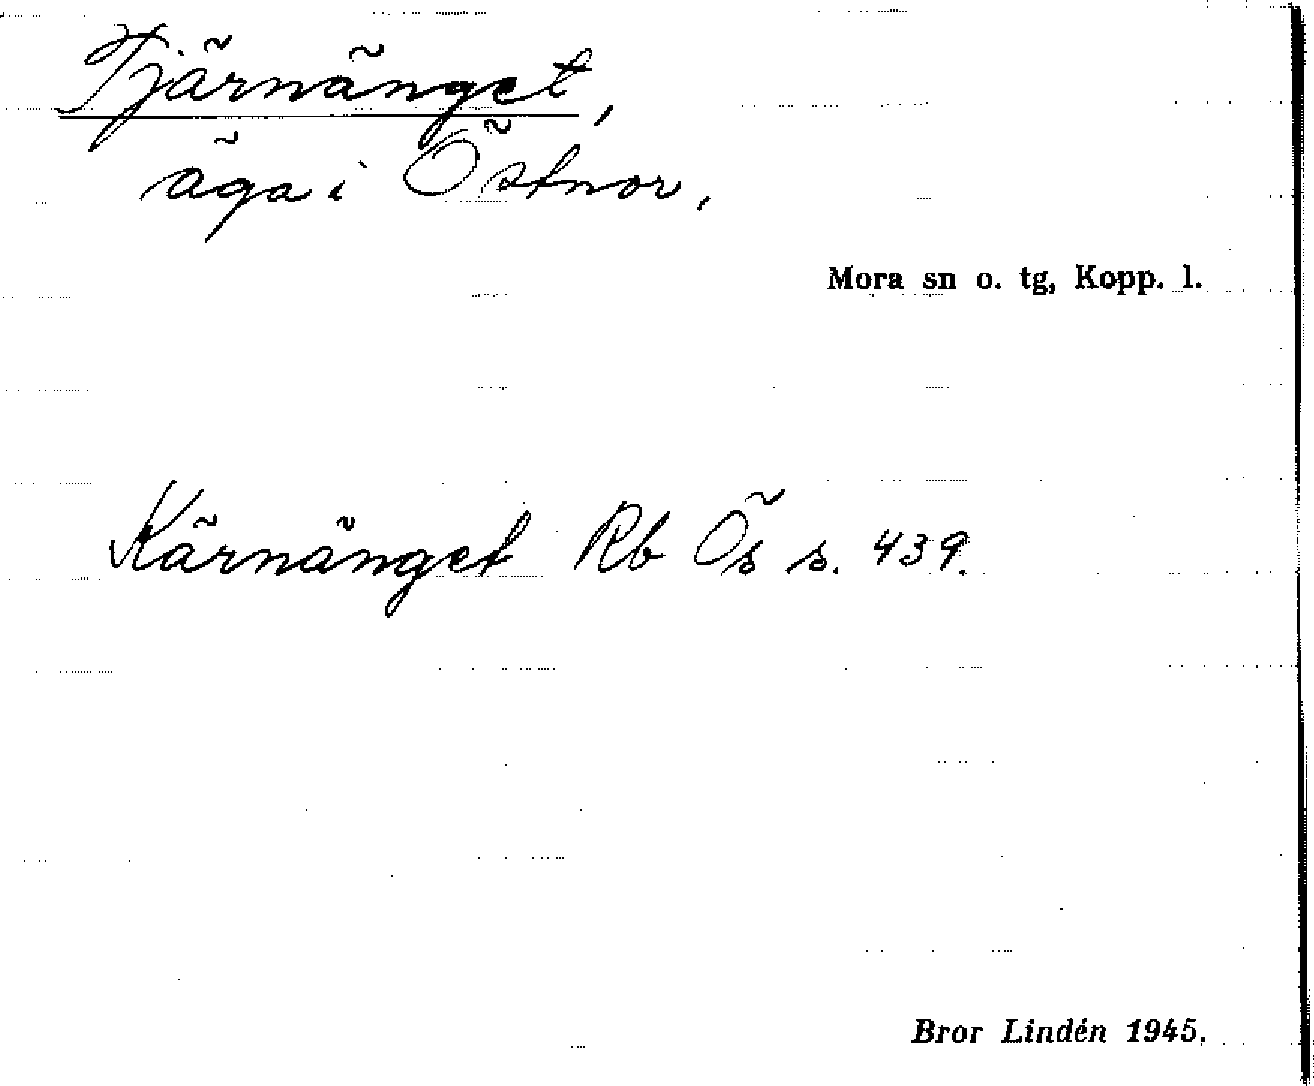 Tjärnänget,
äga i Östnor,
Mora sn o. tg, Kopp. l.
Kärnänget Rb Ös s. 439.
Bror Lindén 1945.